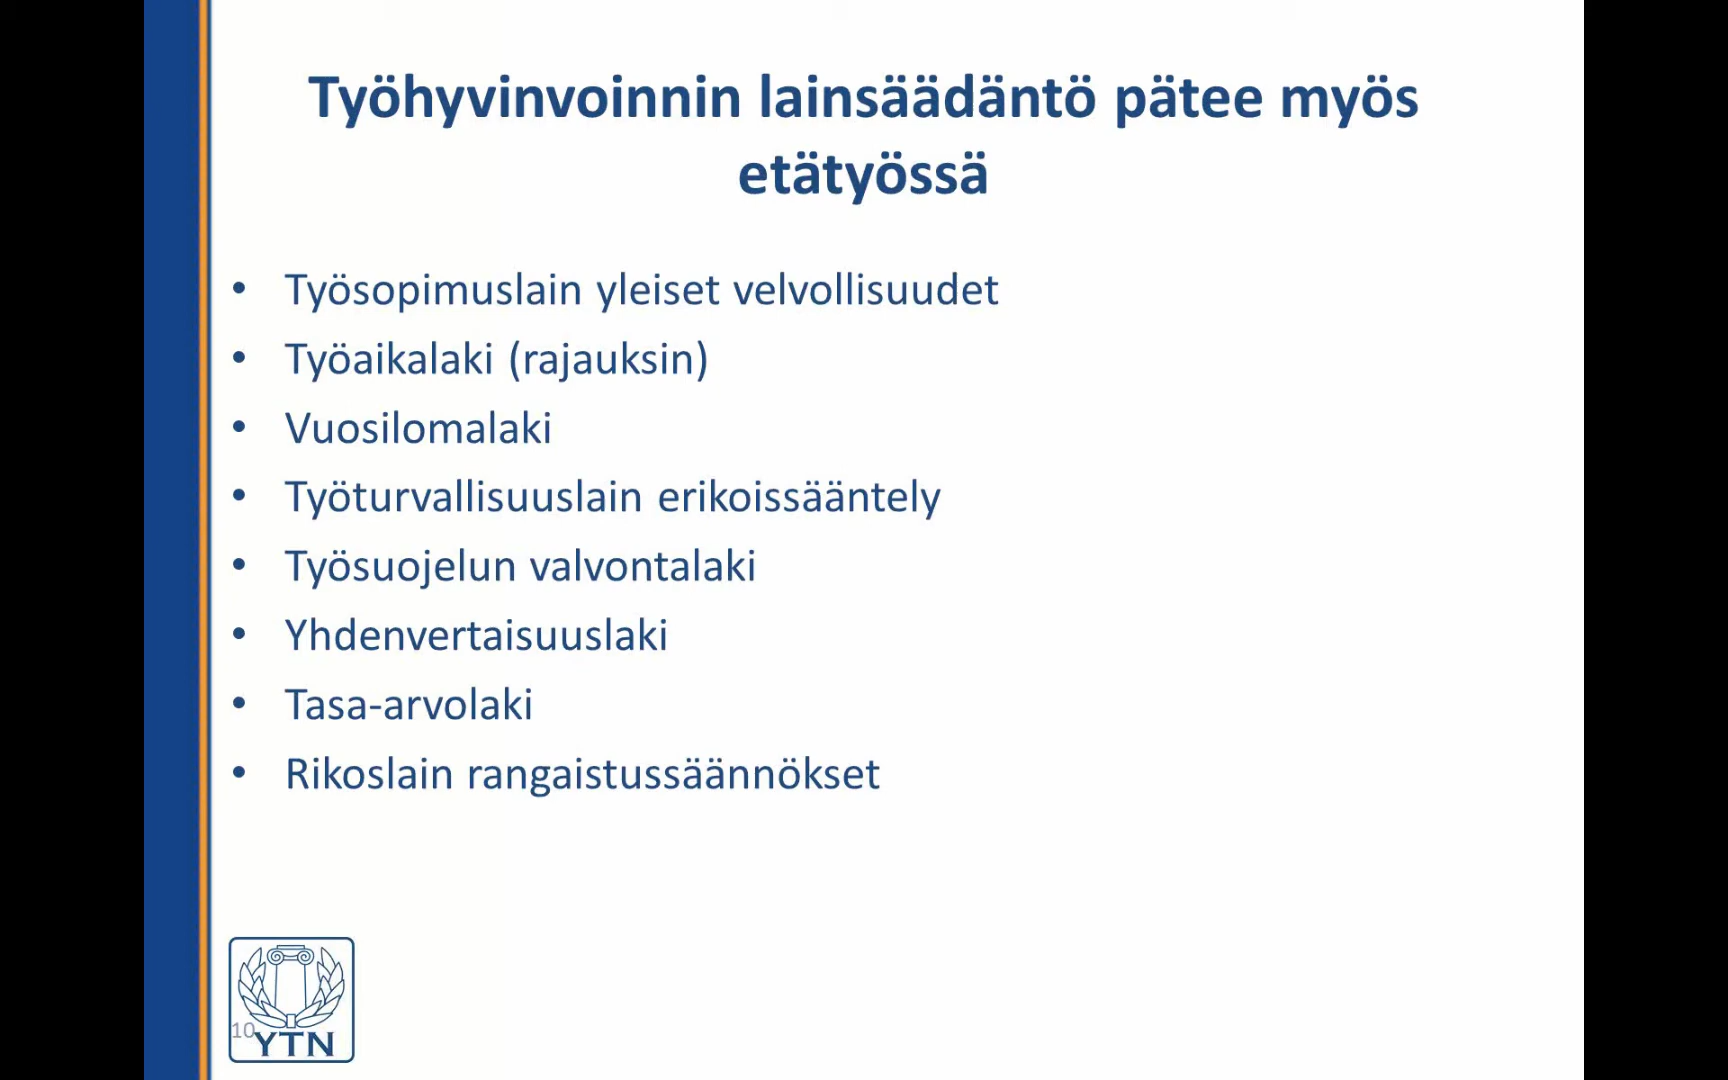 Työhyvinvoinnin lainsäädäntö pätee myös
etätyössä
• Työsopimuslain yleiset velvollisuudet
• Työaikalaki (rajauksin)
• Vuosilomalaki
• Työturvallisuuslain erikoissääntely
• Työsuojelun valvontalaki
• Yhdenvertaisuuslaki
• Tasa-arvolaki
• Rikoslain rangaistussäännökset
10
YTN